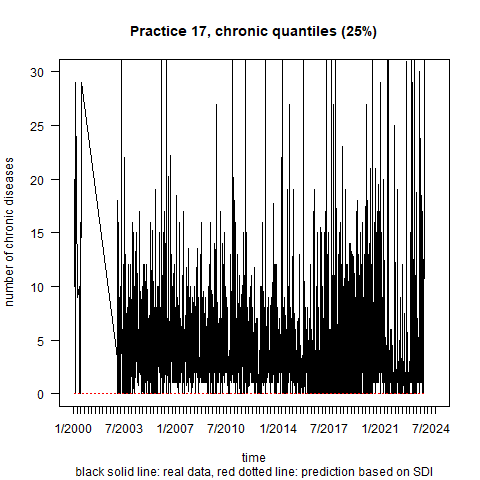 Practice 17, chronic quantiles (25%)
number of chronic diseases
30
25
20
15
10
5
0
1/2000 7/2003 1/2007 7/2010 1/2014 7/2017 1/2021 7/2024
time
black solid line: real data, red dotted line: prediction based on SDI